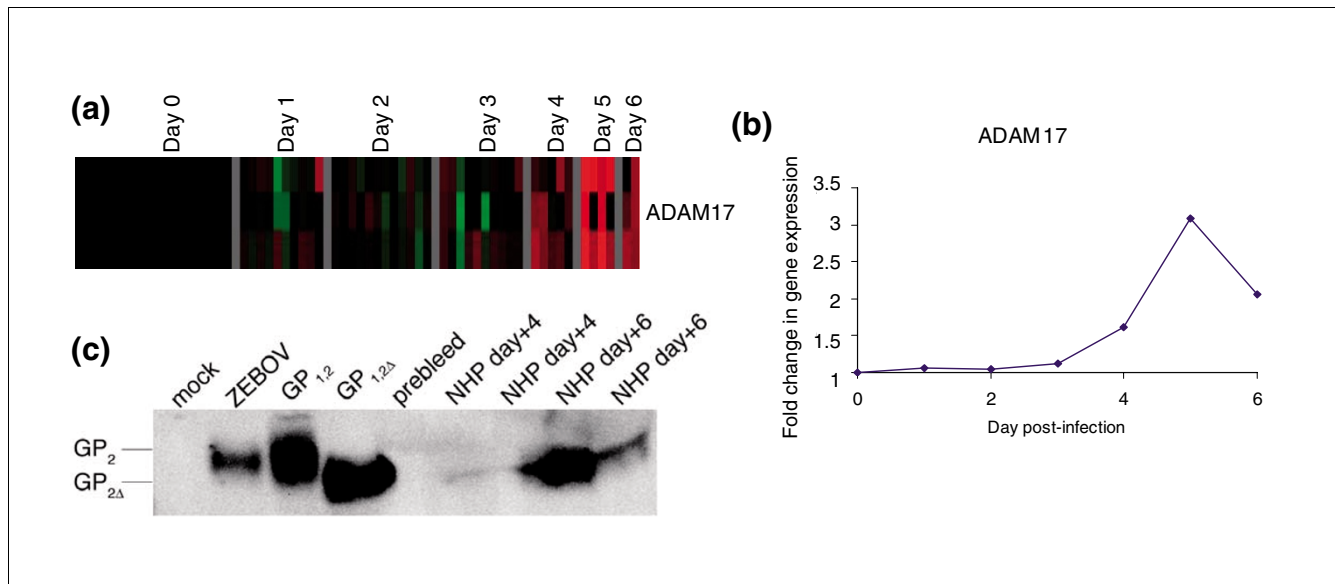 (a)
Day 0
Day 1
Day 2
Day 3
Day 4
Day 5
Day 6
ADAM17
(b)
ADAM17
Fold change in gene expression
3.5
3
2.5
2
1.5
1
0
2
4
6
Day post-infection
(c)
mock
ZEBOV
GP1,2
GP1,2Δ
prebleed
NHP day+4
NHP day+4
NHP day+6
NHP day+6
GP2
GP2Δ